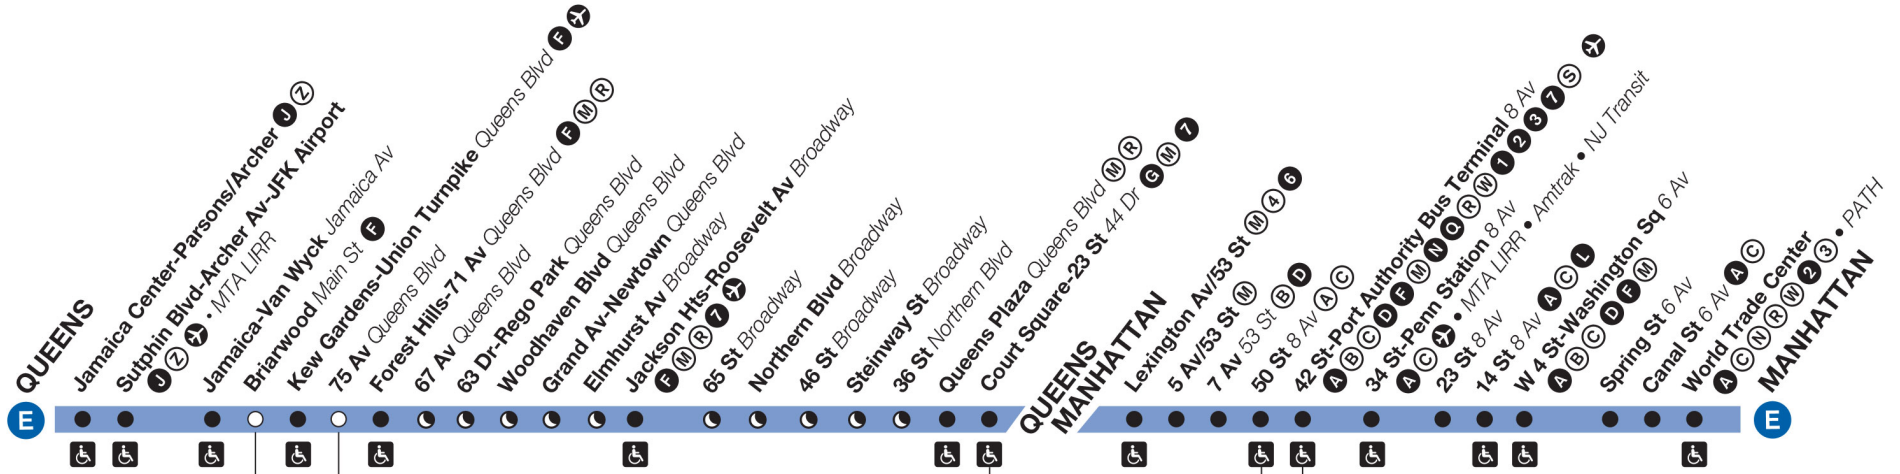 E
QUEENS
Jamaica Center-Parsons/Archer J Z
Sutphin Blvd-Archer Av-JFK Airport
J Z • MTA LIRR
Jamaica-Van Wyck Jamaica Av
Briarwood Main St F
Kew Gardens-Union Turnpike Queens Blvd F
75 Av Queens Blvd
Forest Hills-71 Av Queens Blvd F M R
67 Av Queens Blvd
63 Dr-Rego Park Queens Blvd
Woodhaven Blvd Queens Blvd
Grand Av-Newtown Queens Blvd
Elmhurst Av Broadway
Jackson Hts-Roosevelt Av Broadway
F M R 7
65 St Broadway
Northern Blvd Broadway
46 St Broadway
Steinway St Broadway
36 St Northern Blvd
Queens Plaza Queens Blvd M R
Court Square-23 St 44 Dr G M 7
QUEENS
MANHATTAN
Lexington Av/53 St M 4 6
5 Av/53 St M
7 Av 53 St B D
50 St 8 Av A C
42 St-Port Authority Bus Terminal 8 Av
A B C D F M N Q R W 1 2 3 7 S
34 St-Penn Station 8 Av
A C • MTA LIRR • Amtrak • NJ Transit
23 St 8 Av
14 St 8 Av A C L
W 4 St-Washington Sq 6 Av
A B C D F M
Spring St 6 Av
Canal St 6 Av A C
World Trade Center
A C N R W 2 3 • PATH
MANHATTAN
E